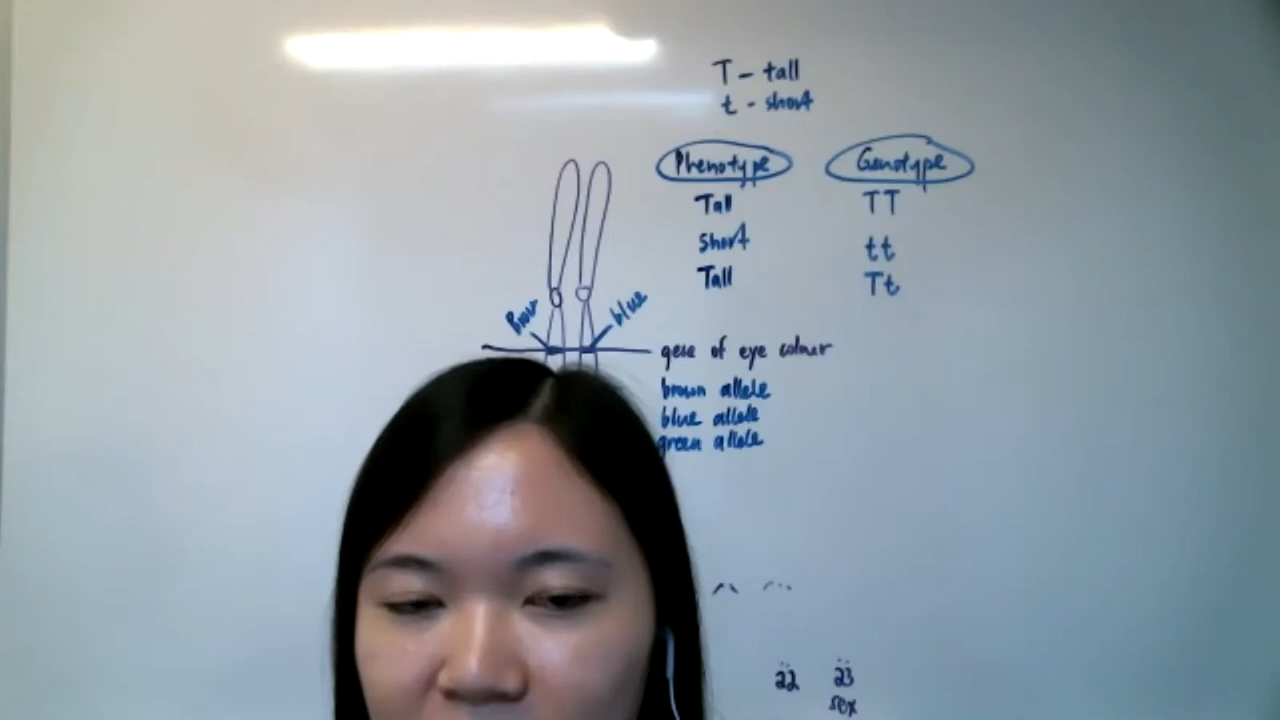 T - tall
t - short
Phenotype Genotype
Tall TT
short tt
Tall Tt
Brow blue
gene of eye colour
brown allele
blue allele
green allele
22 23
sex